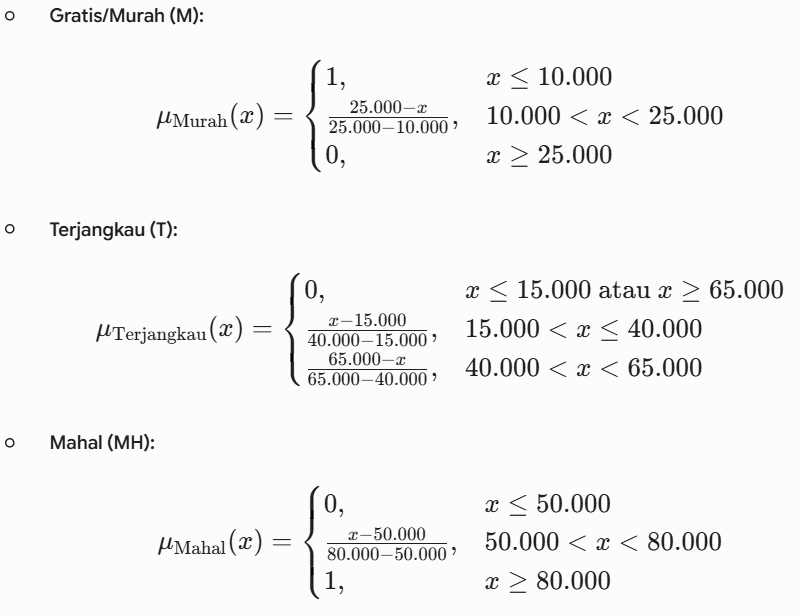 Gratis/Murah (M):
μMurah(x) = { 1, x ≤ 10.000
25.000−x / 25.000−10.000, 10.000 < x < 25.000
0, x ≥ 25.000
Terjangkau (T):
μTerjangkau(x) = { 0, x ≤ 15.000 atau x ≥ 65.000
x−15.000 / 40.000−15.000, 15.000 < x ≤ 40.000
65.000−x / 65.000−40.000, 40.000 < x < 65.000
Mahal (MH):
μMahal(x) = { 0, x ≤ 50.000
x−50.000 / 80.000−50.000, 50.000 < x < 80.000
1, x ≥ 80.000